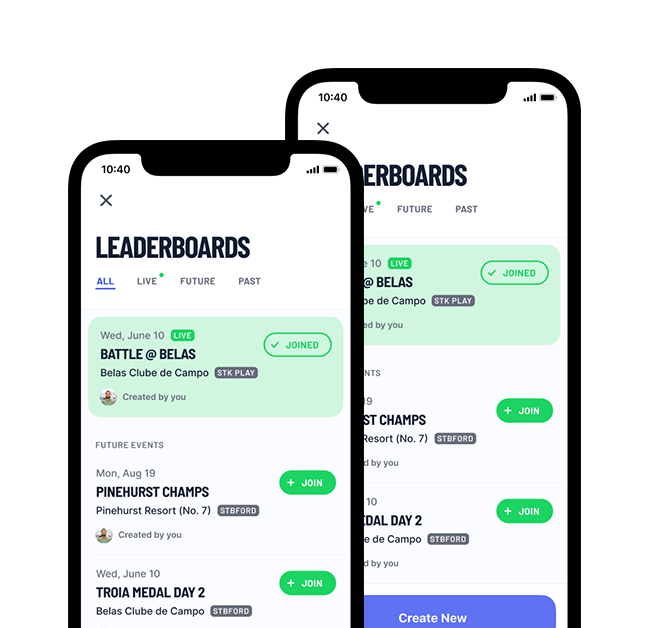 10:40
LEADERBOARDS
ALL LIVE FUTURE PAST
Wed, June 10 LIVE
BATTLE @ BELAS
JOINED
Belas Clube de Campo STK PLAY
Created by you
FUTURE EVENTS
Mon, Aug 19
PINEHURST CHAMPS
+ JOIN
Pinehurst Resort (No. 7) STBFORD
Created by you
Wed, June 10
TROIA MEDAL DAY 2
+ JOIN
Belas Clube de Campo STBFORD
10:40
ERBOARDS
VE FUTURE PAST
e 10 LIVE
@ BELAS
JOINED
be de Campo STK PLAY
ed by you
NTS
19
ST CHAMPS
+ JOIN
Resort (No. 7) STBFORD
d by you
10
DAL DAY 2
+ JOIN
e de Campo STBFORD
d by you
Create New